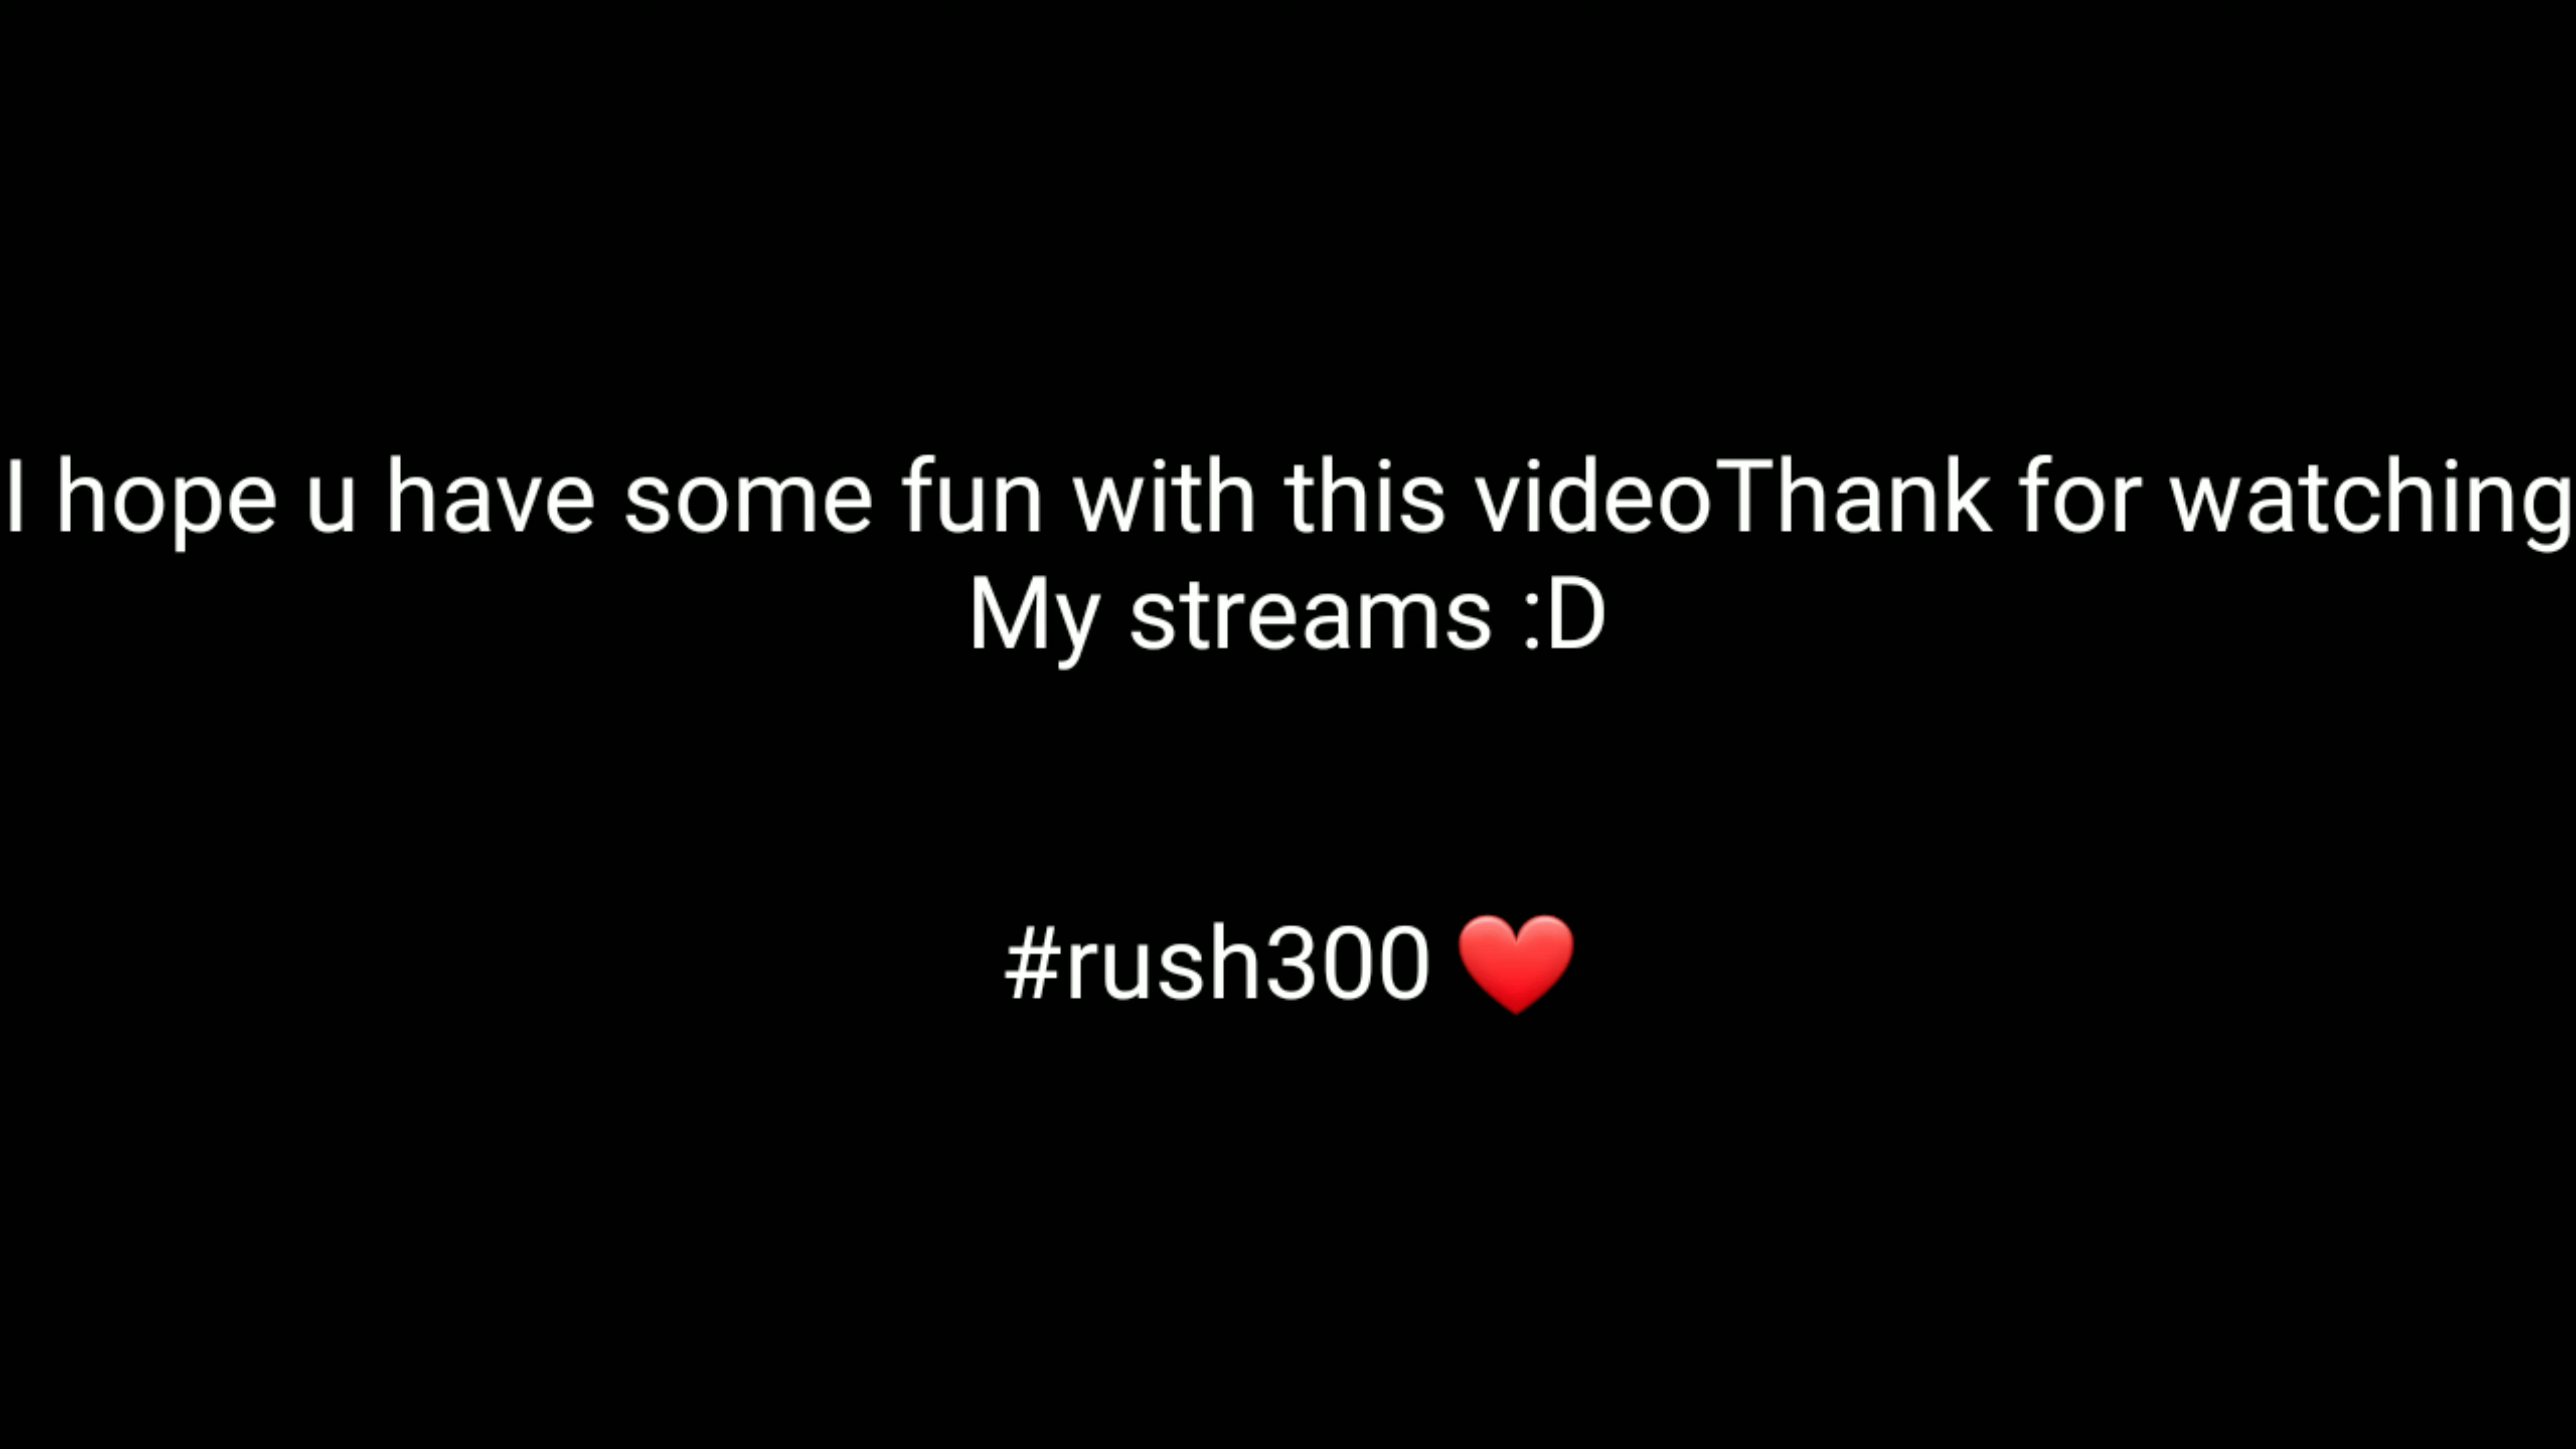 I hope u have some fun with this videoThank for watching
My streams :D
#rush300 ❤️